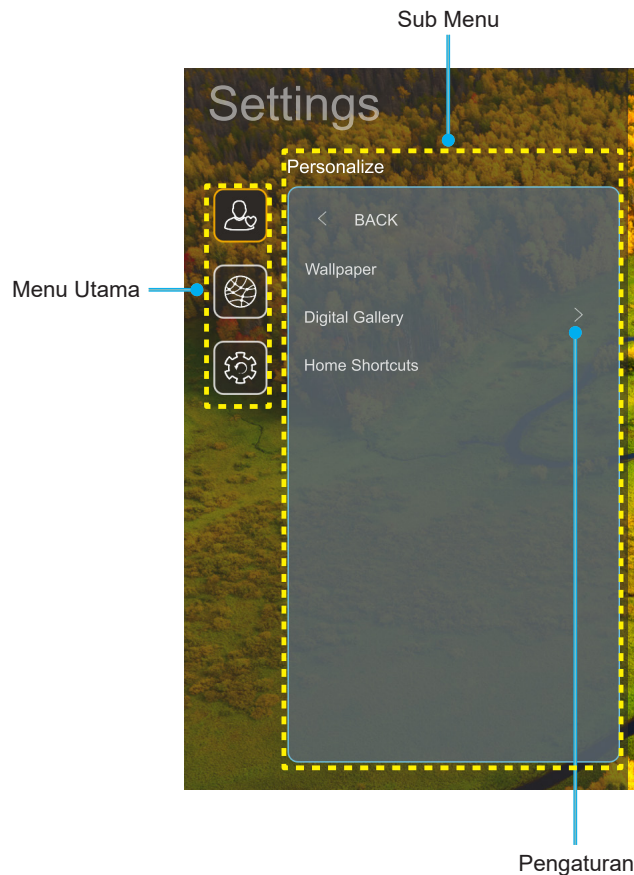 Sub Menu
Settings
Personalize
BACK
Menu Utama
Wallpaper
Digital Gallery
Home Shortcuts
Pengaturan